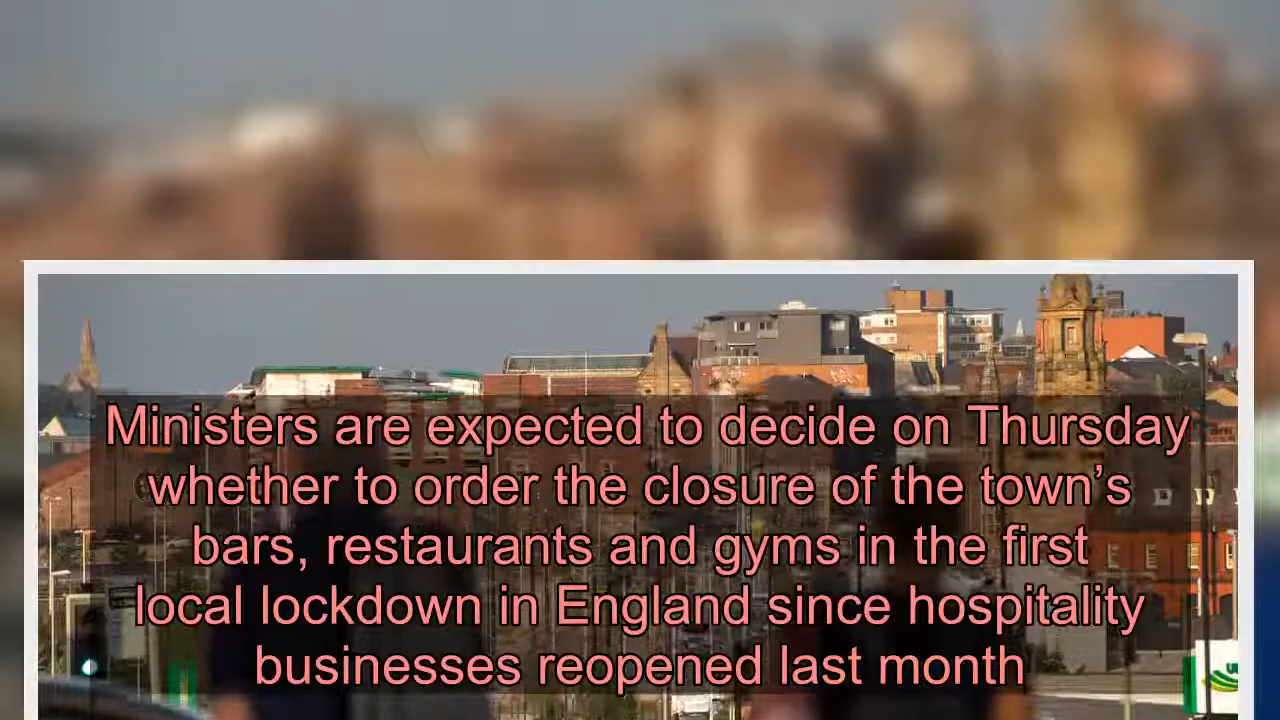 Ministers are expected to decide on Thursday
whether to order the closure of the town’s
bars, restaurants and gyms in the first
local lockdown in England since hospitality
businesses reopened last month